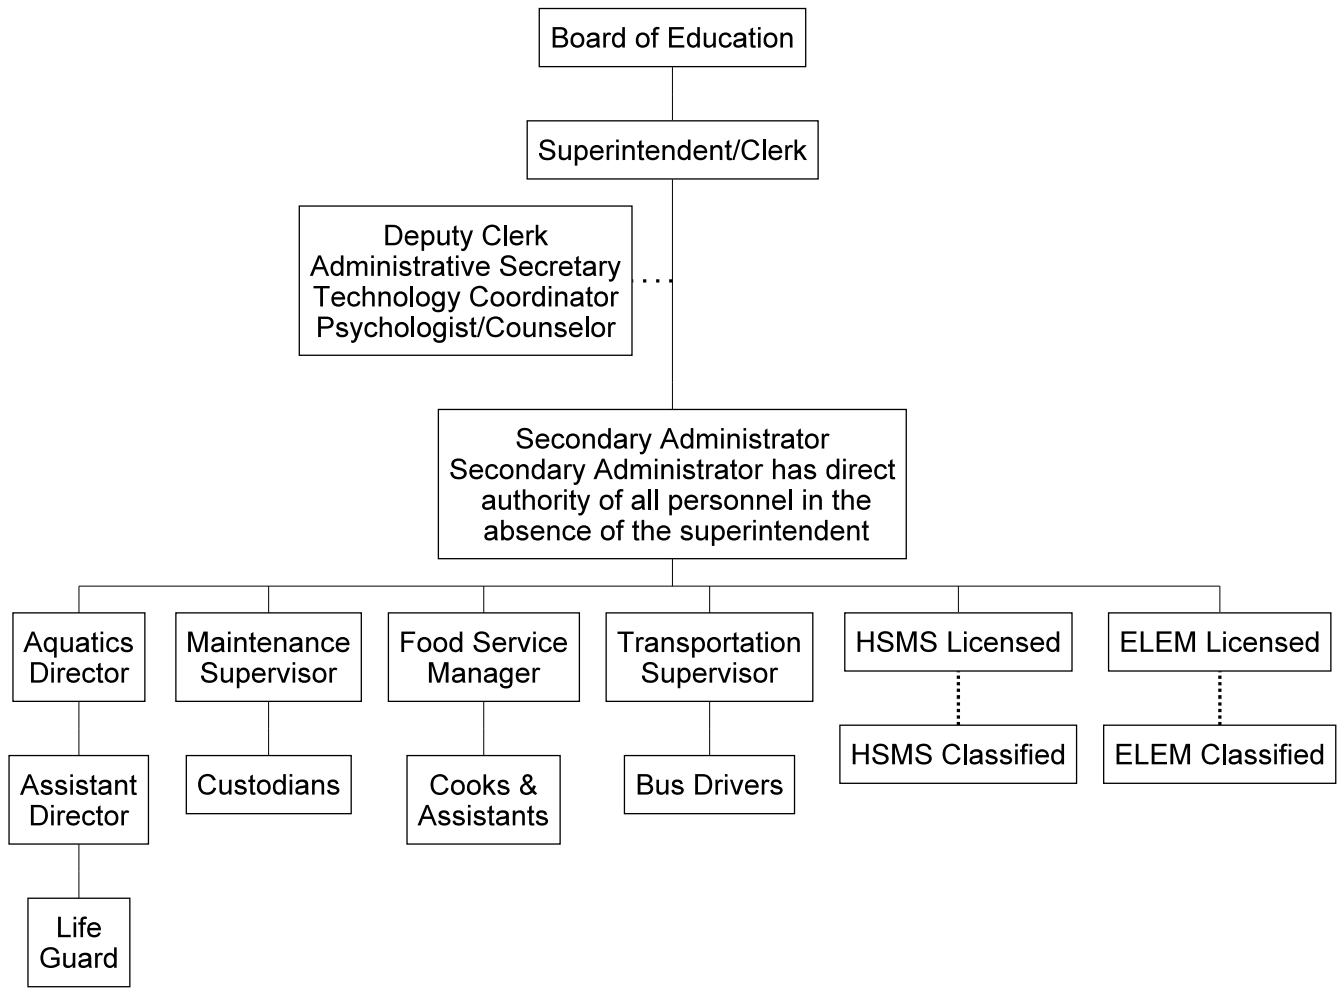 Board of Education
Superintendent/Clerk
Deputy Clerk
Administrative Secretary
Technology Coordinator
Psychologist/Counselor
Secondary Administrator
Secondary Administrator has direct
authority of all personnel in the
absence of the superintendent
Aquatics
Director
Maintenance
Supervisor
Food Service
Manager
Transportation
Supervisor
HSMS Licensed
ELEM Licensed
Assistant
Director
Custodians
Cooks &
Assistants
Bus Drivers
HSMS Classified
ELEM Classified
Life
Guard